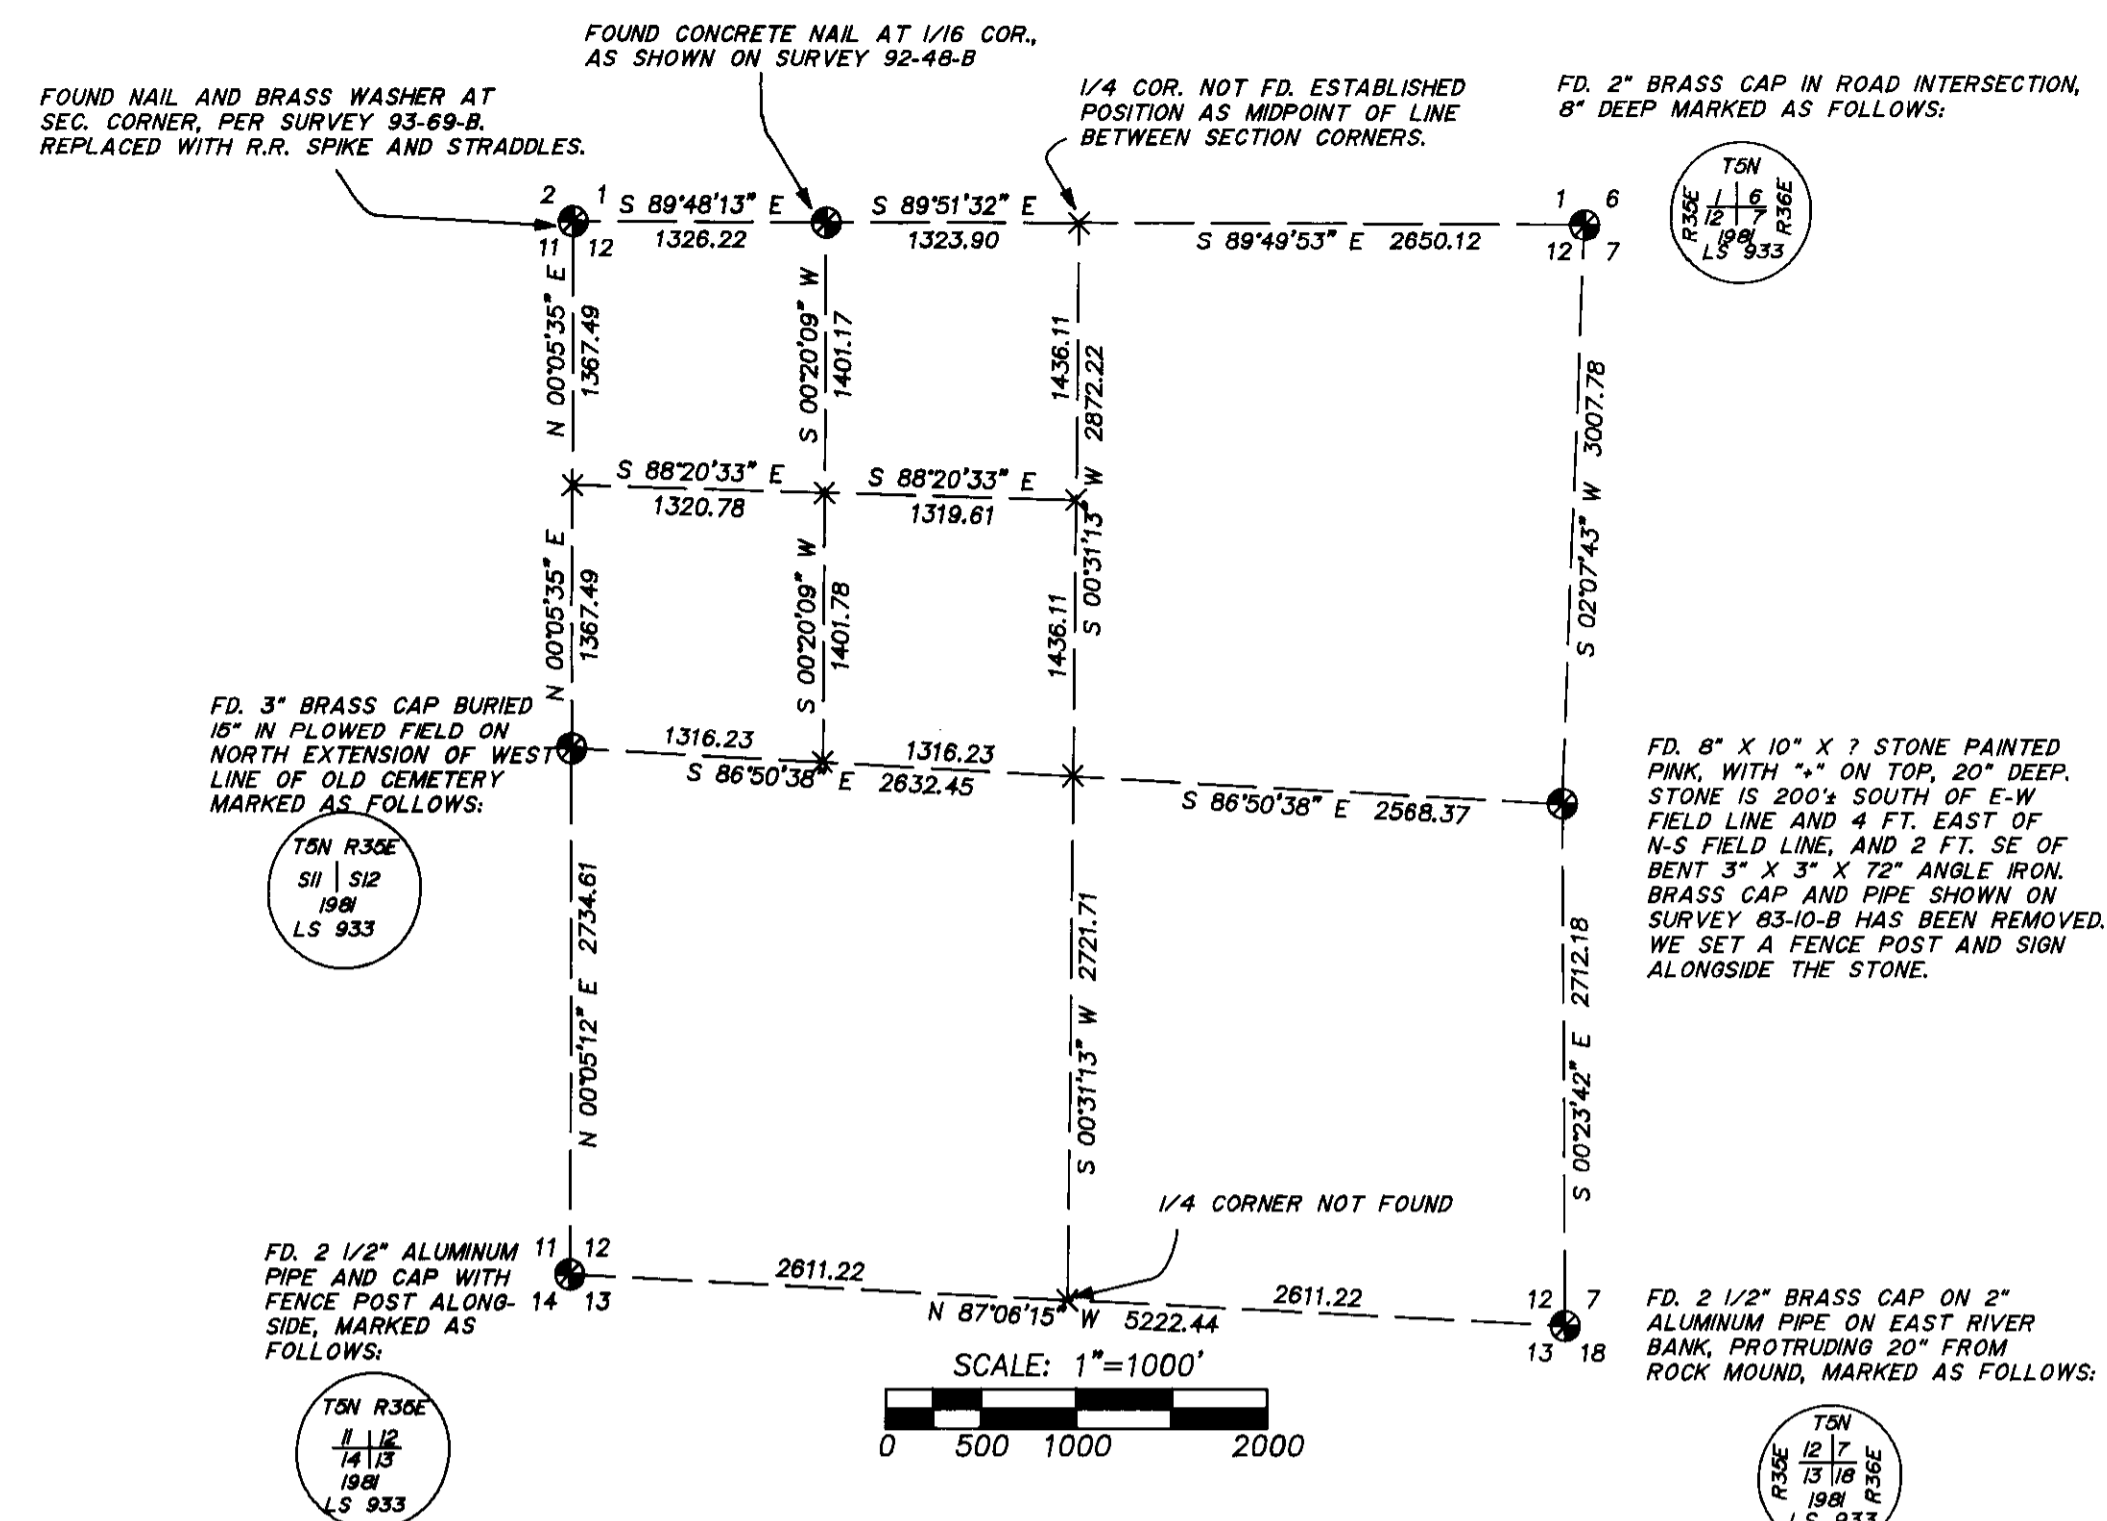 FOUND CONCRETE NAIL AT 1/16 COR.,
AS SHOWN ON SURVEY 92-48-B
FOUND NAIL AND BRASS WASHER AT
SEC. CORNER, PER SURVEY 93-69-B.
REPLACED WITH R.R. SPIKE AND STRADDLES.
1/4 COR. NOT FD. ESTABLISHED
POSITION AS MIDPOINT OF LINE
BETWEEN SECTION CORNERS.
FD. 2" BRASS CAP IN ROAD INTERSECTION,
8" DEEP MARKED AS FOLLOWS:
T5N
R35E
1 6
12 7
R36E
1981
LS 933
2 1
11 12
S 89°48'13" E
1326.22
S 89°51'32" E
1323.90
S 89°49'53" E 2650.12
1 6
12 7
N 00°05'35" E
1367.49
S 00°20'09" W
1401.17
1436.11
S 00°31'13" W 2872.22
S 02°07'43" W 3007.78
S 88°20'33" E
1320.78
S 88°20'33" E
1319.61
N 00°05'35" E
1367.49
S 00°20'09" W
1401.78
1436.11
FD. 3" BRASS CAP BURIED
15" IN PLOWED FIELD ON
NORTH EXTENSION OF WEST
LINE OF OLD CEMETERY
MARKED AS FOLLOWS:
T5N R35E
S11 S12
1981
LS 933
1316.23
1316.23
S 86°50'38" E 2632.45
S 86°50'38" E 2568.37
FD. 8" X 10" X ? STONE PAINTED
PINK, WITH "+" ON TOP, 20" DEEP.
STONE IS 200'± SOUTH OF E-W
FIELD LINE AND 4 FT. EAST OF
N-S FIELD LINE, AND 2 FT. SE OF
BENT 3" X 3" X 72" ANGLE IRON.
BRASS CAP AND PIPE SHOWN ON
SURVEY 83-10-B HAS BEEN REMOVED.
WE SET A FENCE POST AND SIGN
ALONGSIDE THE STONE.
N 00°05'12" E 2734.61
S 00°31'13" W 2721.71
S 00°23'42" E 2712.18
1/4 CORNER NOT FOUND
FD. 2 1/2" ALUMINUM
PIPE AND CAP WITH
FENCE POST ALONG-
SIDE, MARKED AS
FOLLOWS:
11 12
14 13
T5N R35E
11 12
14 13
1981
LS 933
2611.22
2611.22
N 87°06'15" W 5222.44
12 7
13 18
FD. 2 1/2" BRASS CAP ON 2"
ALUMINUM PIPE ON EAST RIVER
BANK, PROTRUDING 20" FROM
ROCK MOUND, MARKED AS FOLLOWS:
T5N
R35E
12 7
13 18
R36E
1981
LS 933
SCALE: 1"=1000'
0 500 1000 2000